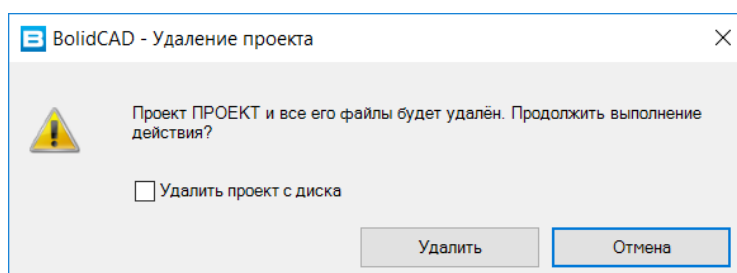 BolidCAD - Удаление проекта
Проект ПРОЕКТ и все его файлы будет удалён. Продолжить выполнение
действия?
Удалить проект с диска
Удалить
Отмена